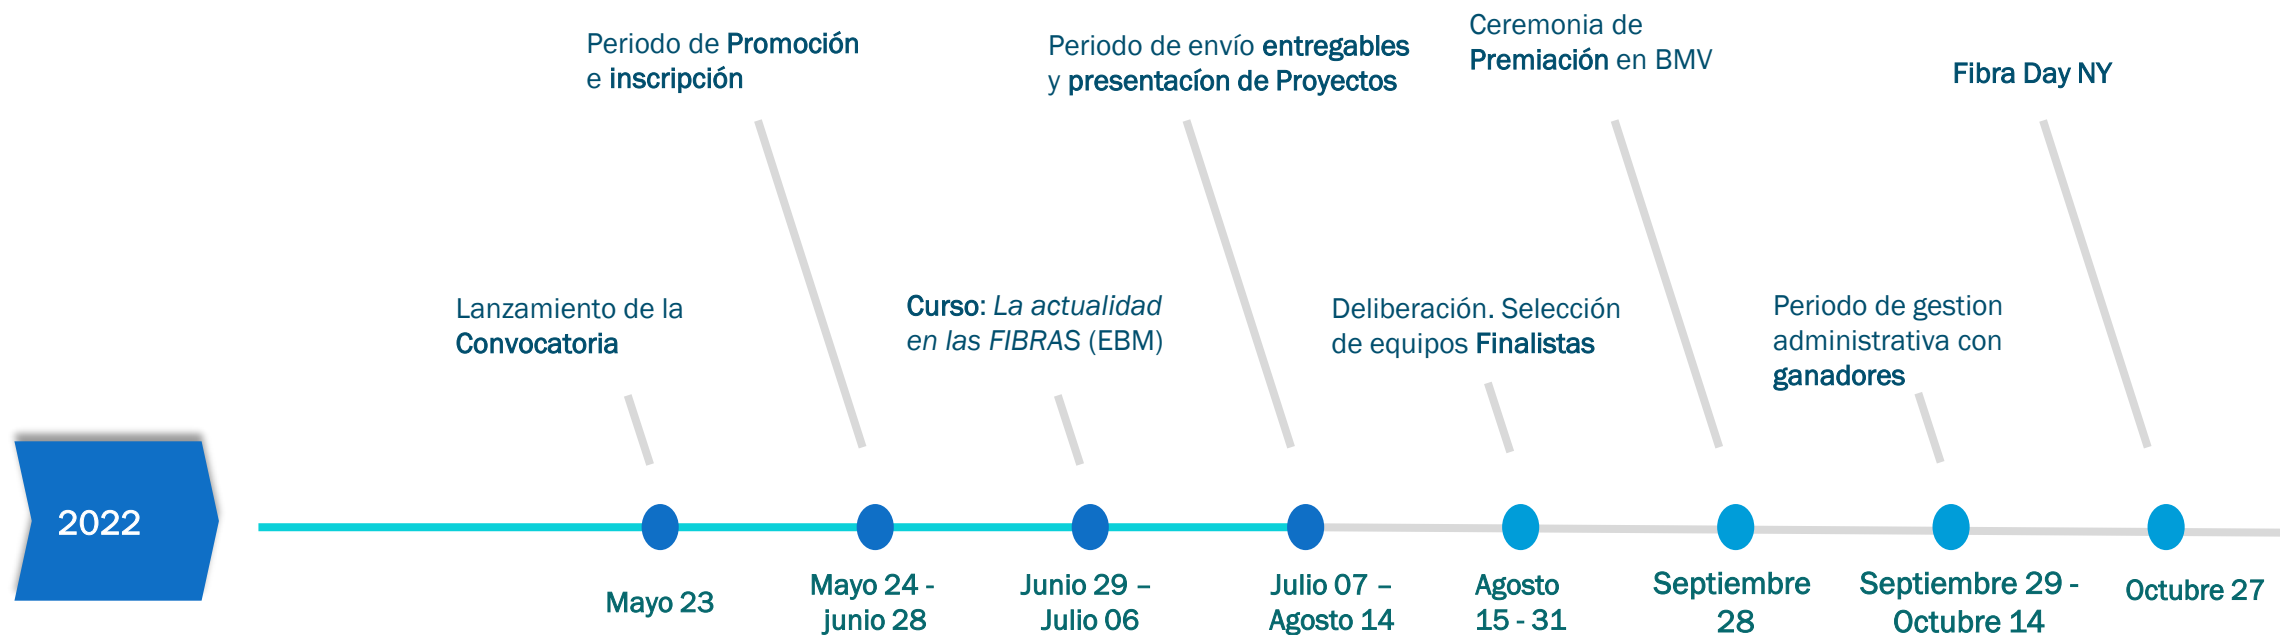 Ceremonia de
Premiación en BMV
Periodo de Promoción
e inscripción
Periodo de envío entregables
y presentacíon de Proyectos
Fibra Day NY
Lanzamiento de la
Convocatoria
Curso: La actualidad
en las FIBRAS (EBM)
Deliberación. Selección
de equipos Finalistas
Periodo de gestion
administrativa con
ganadores
2022
Mayo 23
Mayo 24 -
junio 28
Junio 29 –
Julio 06
Julio 07 –
Agosto 14
Agosto
15 - 31
Septiembre
28
Septiembre 29 -
Octubre 14
Octubre 27